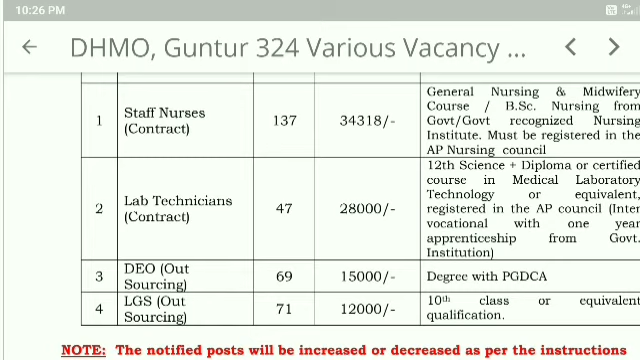 10:26 PM
DHMO, Guntur 324 Various Vacancy ...
1
Staff Nurses
(Contract)
137
34318/-
General Nursing & Midwifery
Course / B.Sc. Nursing from
Govt/Govt recognized Nursing
Institute. Must be registered in the
AP Nursing council
2
Lab Technicians
(Contract)
47
28000/-
12th Science + Diploma or certified
course in Medical Laboratory
Technology or equivalent,
registered in the AP council (Inter
vocational with one year
apprenticeship from Govt.
Institution)
3
DEO (Out
Sourcing)
69
15000/-
Degree with PGDCA
4
LGS (Out
Sourcing)
71
12000/-
10th class or equivalent
qualification.
NOTE: The notified posts will be increased or decreased as per the instructions